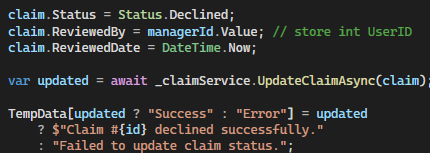 claim.Status = Status.Declined;
claim.ReviewedBy = managerId.Value; // store int UserID
claim.ReviewedDate = DateTime.Now;
var updated = await _claimService.UpdateClaimAsync(claim);
TempData[updated ? "Success" : "Error"] = updated
? $"Claim #{id} declined successfully."
: "Failed to update claim status.";